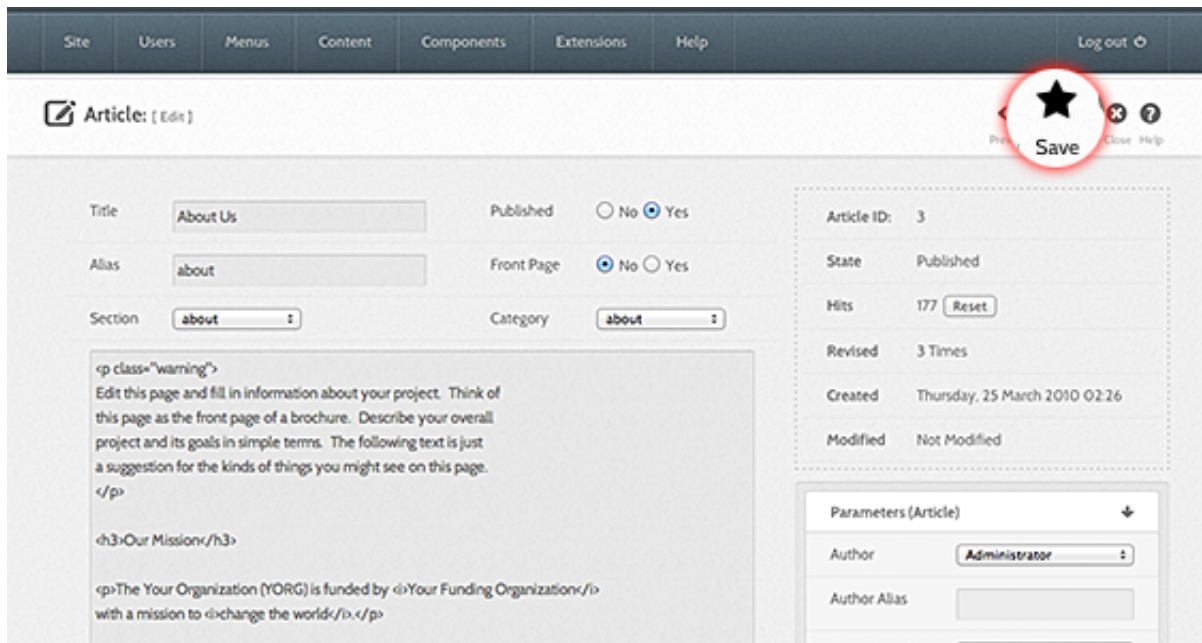 Site Users Menus Content Components Extensions Help Log out
Article: [ Edit ]
Save
Close Help
Title About Us Published No Yes
Alias about Front Page No Yes
Section about Category about
<p class="warning">
Edit this page and fill in information about your project. Think of
this page as the front page of a brochure. Describe your overall
project and its goals in simple terms. The following text is just
a suggestion for the kinds of things you might see on this page.
</p>
<h3>Our Mission</h3>
<p>The Your Organization (YORG) is funded by <i>Your Funding Organization</i>
with a mission to <i>change the world</i>.</p>
Article ID: 3
State Published
Hits 177 Reset
Revised 3 Times
Created Thursday, 25 March 2010 02:26
Modified Not Modified
Parameters (Article)
Author Administrator
Author Alias